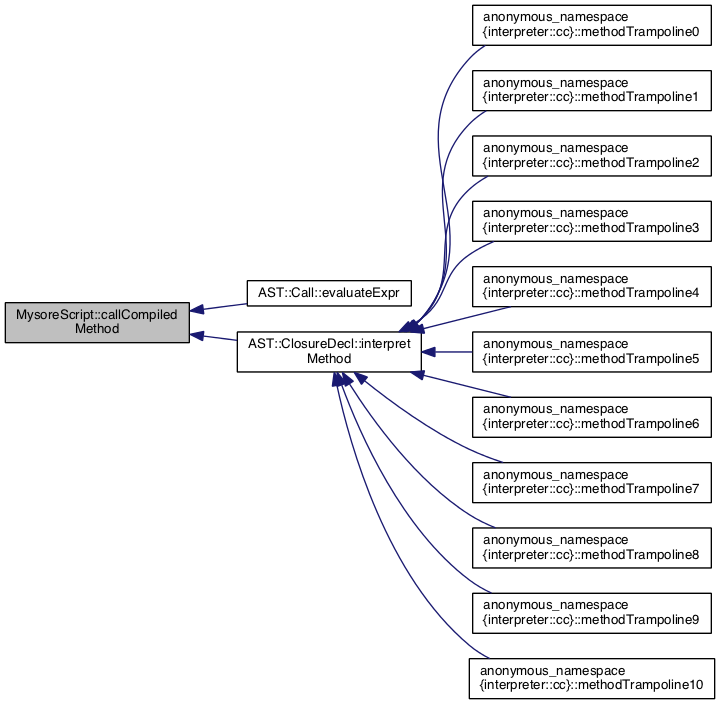 anonymous_namespace
{interpreter::cc}::methodTrampoline0
anonymous_namespace
{interpreter::cc}::methodTrampoline1
anonymous_namespace
{interpreter::cc}::methodTrampoline2
anonymous_namespace
{interpreter::cc}::methodTrampoline3
anonymous_namespace
{interpreter::cc}::methodTrampoline4
AST::Call::evaluateExpr
MysoreScript::callCompiled
Method
AST::ClosureDecl::interpret
Method
anonymous_namespace
{interpreter::cc}::methodTrampoline5
anonymous_namespace
{interpreter::cc}::methodTrampoline6
anonymous_namespace
{interpreter::cc}::methodTrampoline7
anonymous_namespace
{interpreter::cc}::methodTrampoline8
anonymous_namespace
{interpreter::cc}::methodTrampoline9
anonymous_namespace
{interpreter::cc}::methodTrampoline10